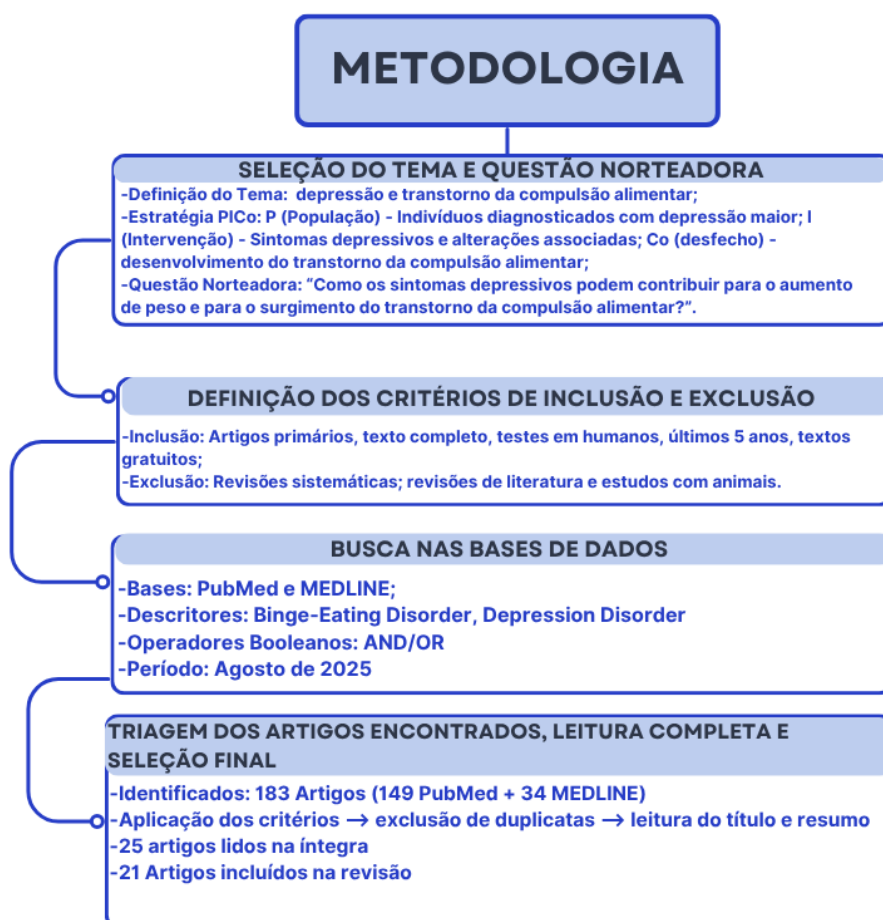 METODOLOGIA
SELEÇÃO DO TEMA E QUESTÃO NORTEADORA
-Definição do Tema: depressão e transtorno da compulsão alimentar;
-Estratégia PICo: P (População) - Indivíduos diagnosticados com depressão maior; I
(Intervenção) - Sintomas depressivos e alterações associadas; Co (desfecho) -
desenvolvimento do transtorno da compulsão alimentar;
-Questão Norteadora: “Como os sintomas depressivos podem contribuir para o aumento
de peso e para o surgimento do transtorno da compulsão alimentar?”.
DEFINIÇÃO DOS CRITÉRIOS DE INCLUSÃO E EXCLUSÃO
-Inclusão: Artigos primários, texto completo, testes em humanos, últimos 5 anos, textos
gratuitos;
-Exclusão: Revisões sistemáticas; revisões de literatura e estudos com animais.
BUSCA NAS BASES DE DADOS
-Bases: PubMed e MEDLINE;
-Descritores: Binge-Eating Disorder, Depression Disorder
-Operadores Booleanos: AND/OR
-Período: Agosto de 2025
TRIAGEM DOS ARTIGOS ENCONTRADOS, LEITURA COMPLETA E
SELEÇÃO FINAL
-Identificados: 183 Artigos (149 PubMed + 34 MEDLINE)
-Aplicação dos critérios → exclusão de duplicatas → leitura do título e resumo
-25 artigos lidos na íntegra
-21 Artigos incluídos na revisão